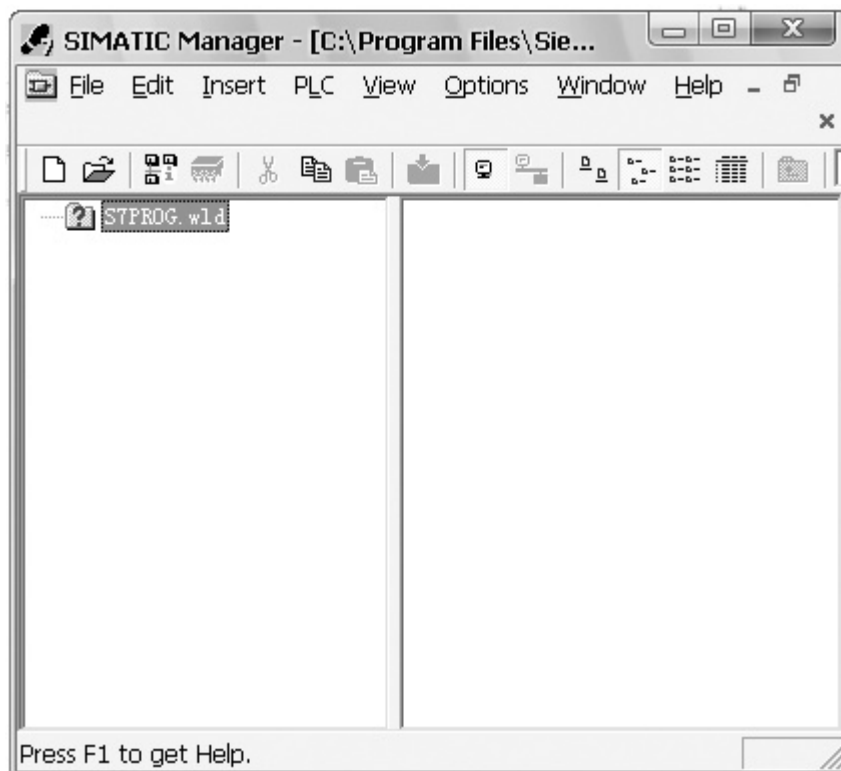 SIMATIC Manager - [C:\Program Files\Sie...
File Edit Insert PLC View Options Window Help
S7PROG.wld
Press F1 to get Help.